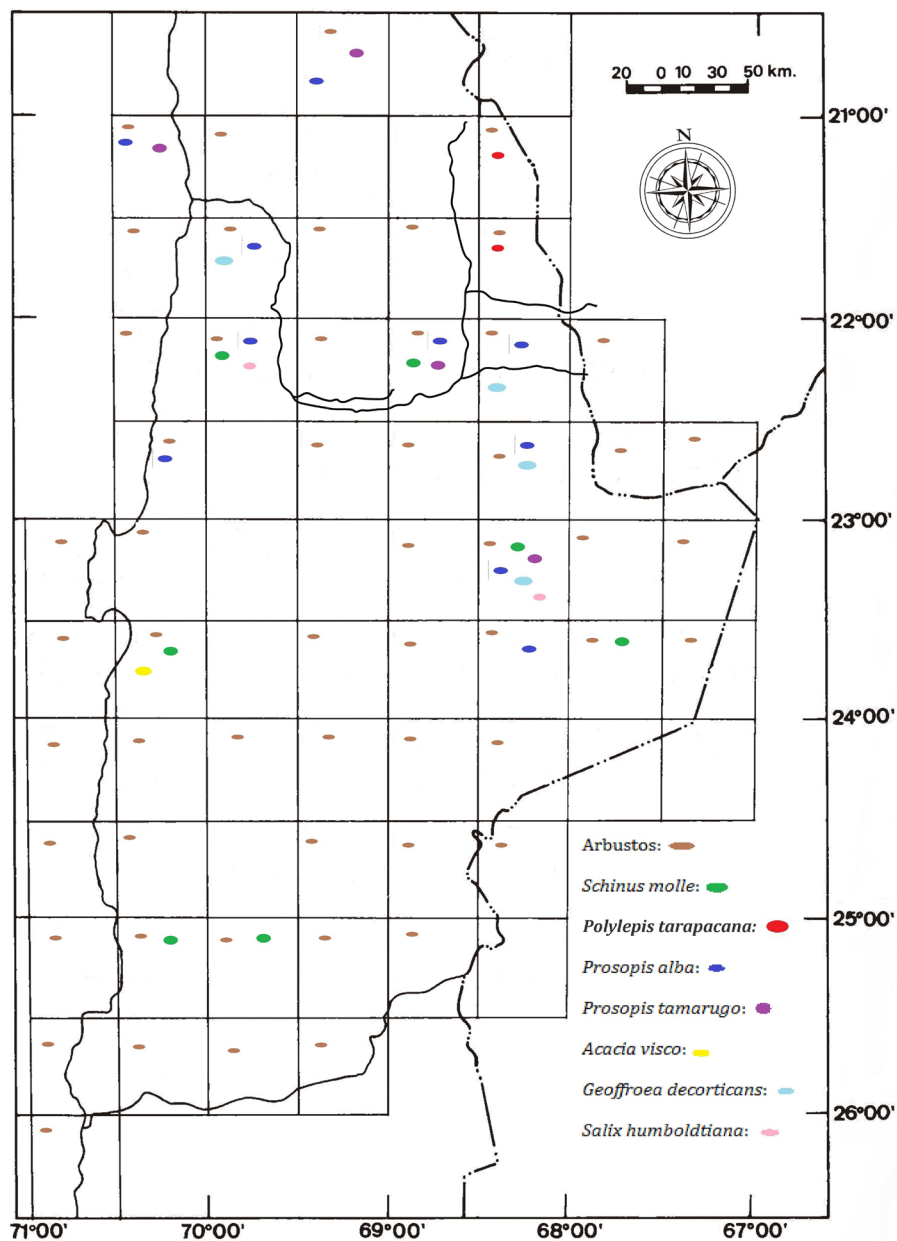 20 0 10 30 50 km.
21°00'
N
22°00'
23°00'
24°00'
Arbustos:
Schinus molle:
25°00'
Polylepis tarapacana:
Prosopis alba:
Prosopis tamarugo:
Acacia visco:
Geoffroea decorticans:
26°00'
Salix humboldtiana:
71°00' 70°00' 69°00' 68°00' 67°00'